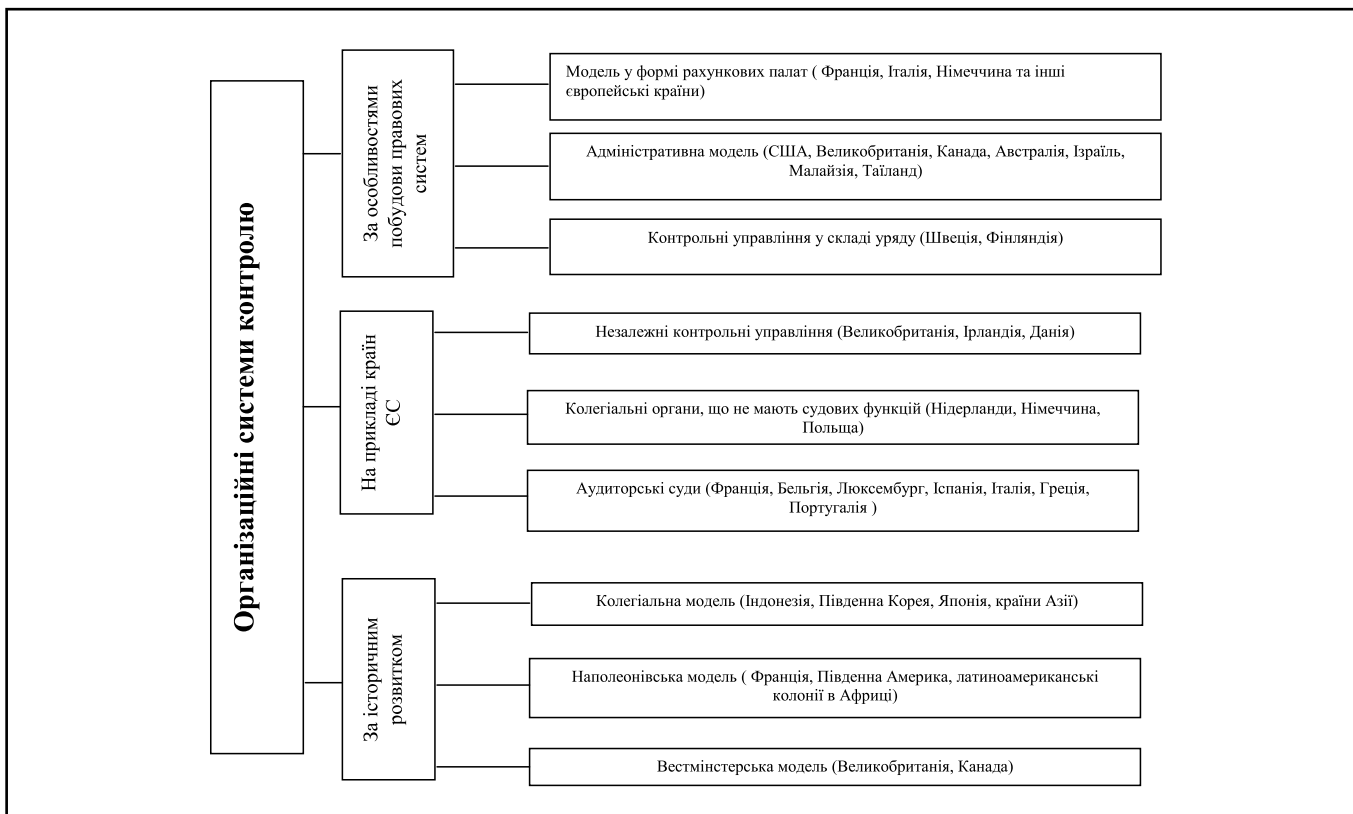 Організаційні системи контролю
За особливостями
побудови правових
систем
Модель у формі рахункових палат ( Франція, Італія, Німеччина та інші
європейські країни)
Адміністративна модель (США, Великобританія, Канада, Австралія, Ізраїль,
Малайзія, Таїланд)
Контрольні управління у складі уряду (Швеція, Фінляндія)
На прикладі країн
ЄС
Незалежні контрольні управління (Великобританія, Ірландія, Данія)
Колегіальні органи, що не мають судових функцій (Нідерланди, Німеччина,
Польща)
Аудиторські суди (Франція, Бельгія, Люксембург, Іспанія, Італія, Греція,
Португалія )
За історичним
розвитком
Колегіальна модель (Індонезія, Південна Корея, Японія, країни Азії)
Наполеонівська модель ( Франція, Південна Америка, латиноамериканські
колонії в Африці)
Вестмінстерська модель (Великобританія, Канада)